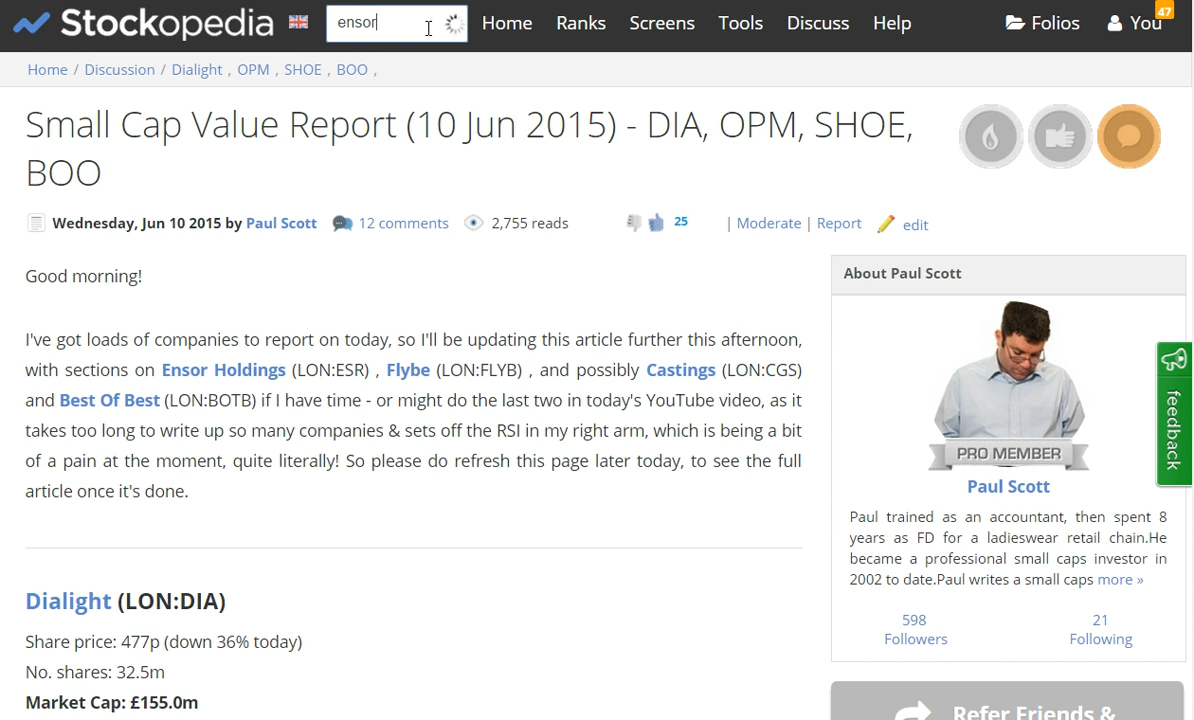 Stockopedia ensor Home Ranks Screens Tools Discuss Help Folios You 47
Home / Discussion / Dialight , OPM , SHOE , BOO ,
Small Cap Value Report (10 Jun 2015) - DIA, OPM, SHOE,
BOO
Wednesday, Jun 10 2015 by Paul Scott 12 comments 2,755 reads 25 | Moderate | Report edit
Good morning!
I've got loads of companies to report on today, so I'll be updating this article further this afternoon,
with sections on Ensor Holdings (LON:ESR) , Flybe (LON:FLYB) , and possibly Castings (LON:CGS)
and Best Of Best (LON:BOTB) if I have time - or might do the last two in today's YouTube video, as it
takes too long to write up so many companies & sets off the RSI in my right arm, which is being a bit
of a pain at the moment, quite literally! So please do refresh this page later today, to see the full
article once it's done.
Dialight (LON:DIA)
Share price: 477p (down 36% today)
No. shares: 32.5m
Market Cap: £155.0m
About Paul Scott
PRO MEMBER
Paul Scott
Paul trained as an accountant, then spent 8
years as FD for a ladieswear retail chain.He
became a professional small caps investor in
2002 to date.Paul writes a small caps more »
598 21
Followers Following
Refer Friends &
feedback